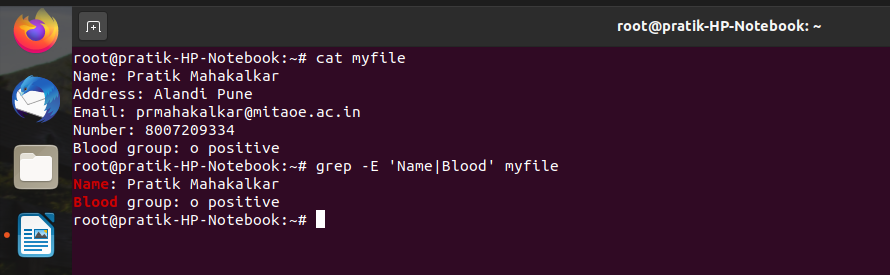 root@pratik-HP-Notebook: ~
root@pratik-HP-Notebook:~# cat myfile
Name: Pratik Mahakalkar
Address: Alandi Pune
Email: prmahakalkar@mitaoe.ac.in
Number: 8007209334
Blood group: o positive
root@pratik-HP-Notebook:~# grep -E 'Name|Blood' myfile
Name: Pratik Mahakalkar
Blood group: o positive
root@pratik-HP-Notebook:~#